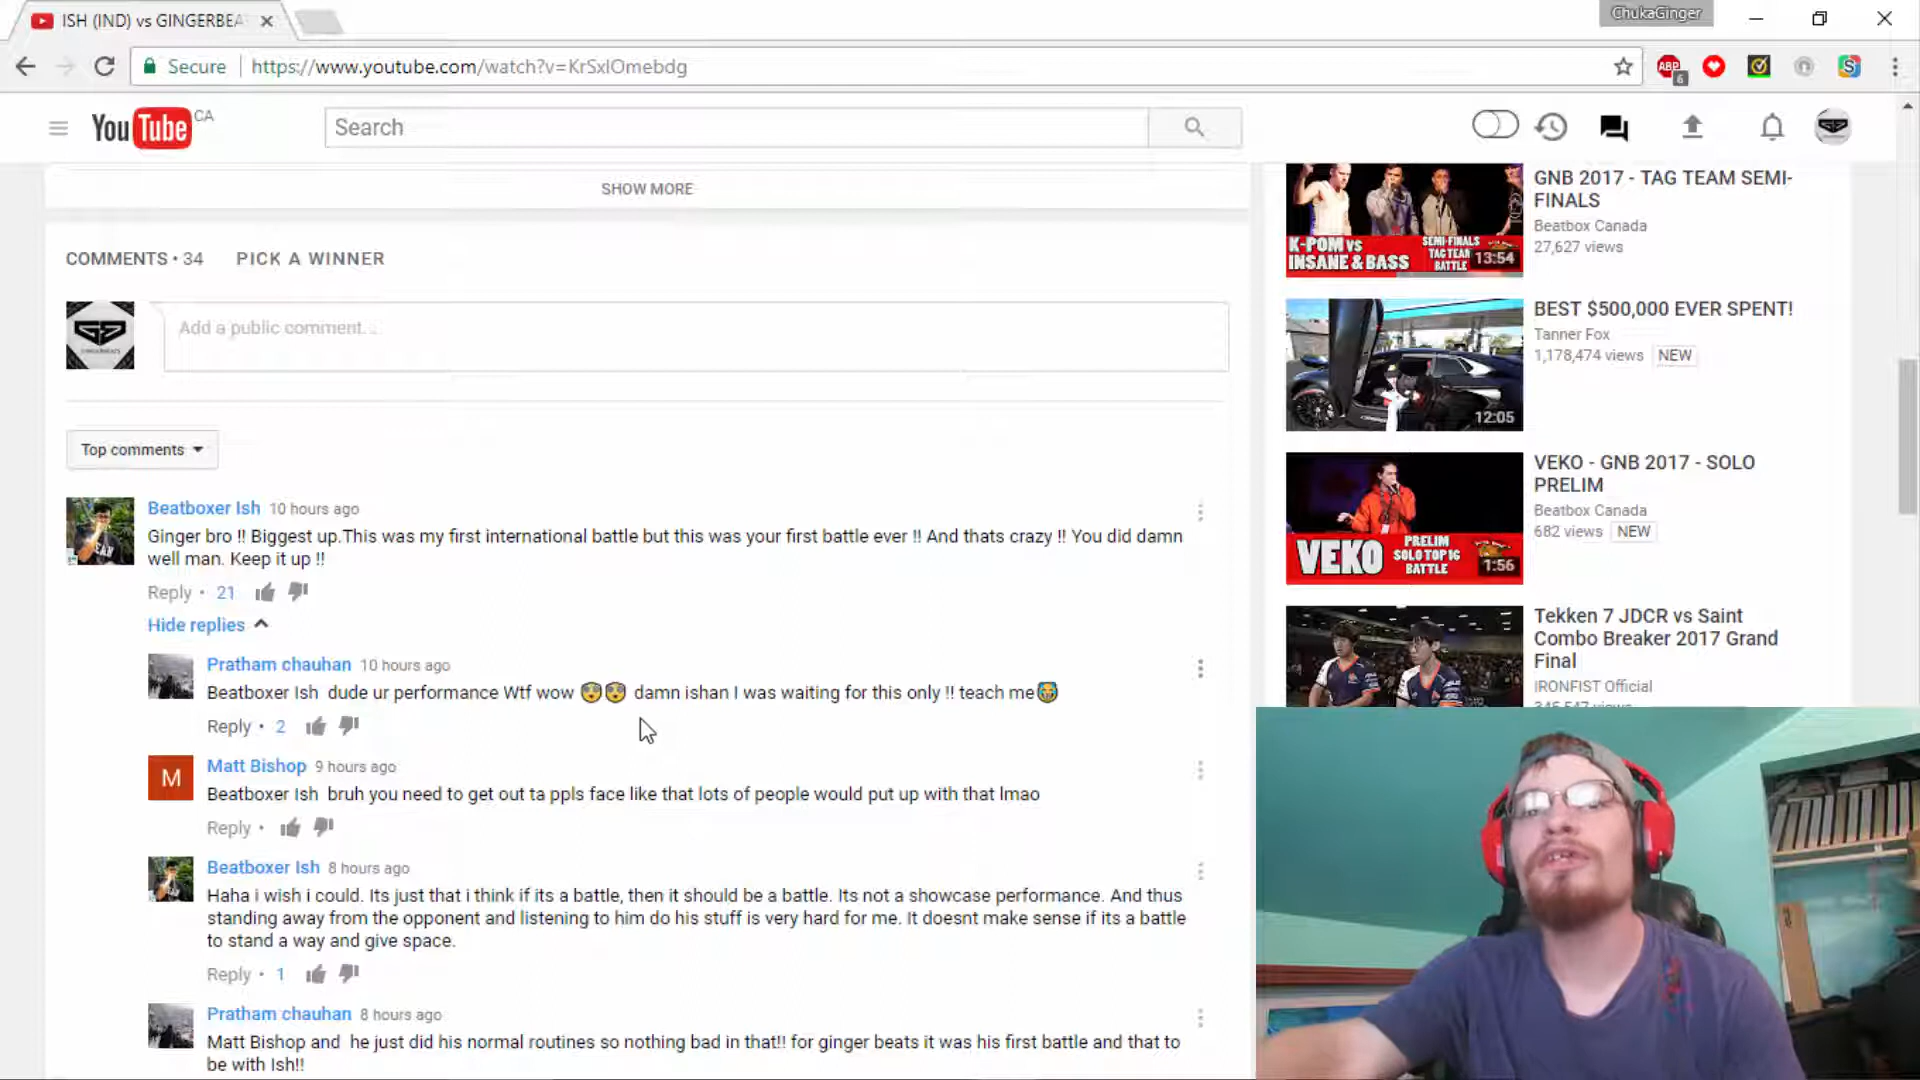 ISH (IND) vs GINGERBEA
ChukaGinger
Secure
https://www.youtube.com/watch?v=KrSxlOmebdg
ABP
6
S
YouTube CA
Search
SHOW MORE
COMMENTS • 34
PICK A WINNER
Add a public comment...
Top comments
Beatboxer Ish 10 hours ago
Ginger bro !! Biggest up.This was my first international battle but this was your first battle ever !! And thats crazy !! You did damn
well man. Keep it up !!
Reply • 21
Hide replies
Pratham chauhan 10 hours ago
Beatboxer Ish dude ur performance Wtf wow 😳😳 damn ishan I was waiting for this only !! teach me😭
Reply • 2
M
Matt Bishop 9 hours ago
Beatboxer Ish bruh you need to get out ta ppls face like that lots of people would put up with that lmao
Reply •
Beatboxer Ish 8 hours ago
Haha i wish i could. Its just that i think if its a battle, then it should be a battle. Its not a showcase performance. And thus
standing away from the opponent and listening to him do his stuff is very hard for me. It doesnt make sense if its a battle
to stand a way and give space.
Reply • 1
Pratham chauhan 8 hours ago
Matt Bishop and he just did his normal routines so nothing bad in that!! for ginger beats it was his first battle and that to
be with Ish!!
K-POM vs
INSANE & BASS
SEMI-FINALS
TAG TEAM
BATTLE
13:54
GNB 2017 - TAG TEAM SEMI-
FINALS
Beatbox Canada
27,627 views
12:05
BEST $500,000 EVER SPENT!
Tanner Fox
1,178,474 views NEW
VEKO
PRELIM
SOLO TOP 16
BATTLE
1:56
VEKO - GNB 2017 - SOLO
PRELIM
Beatbox Canada
682 views NEW
Tekken 7 JDCR vs Saint
Combo Breaker 2017 Grand
Final
IRONFIST Official